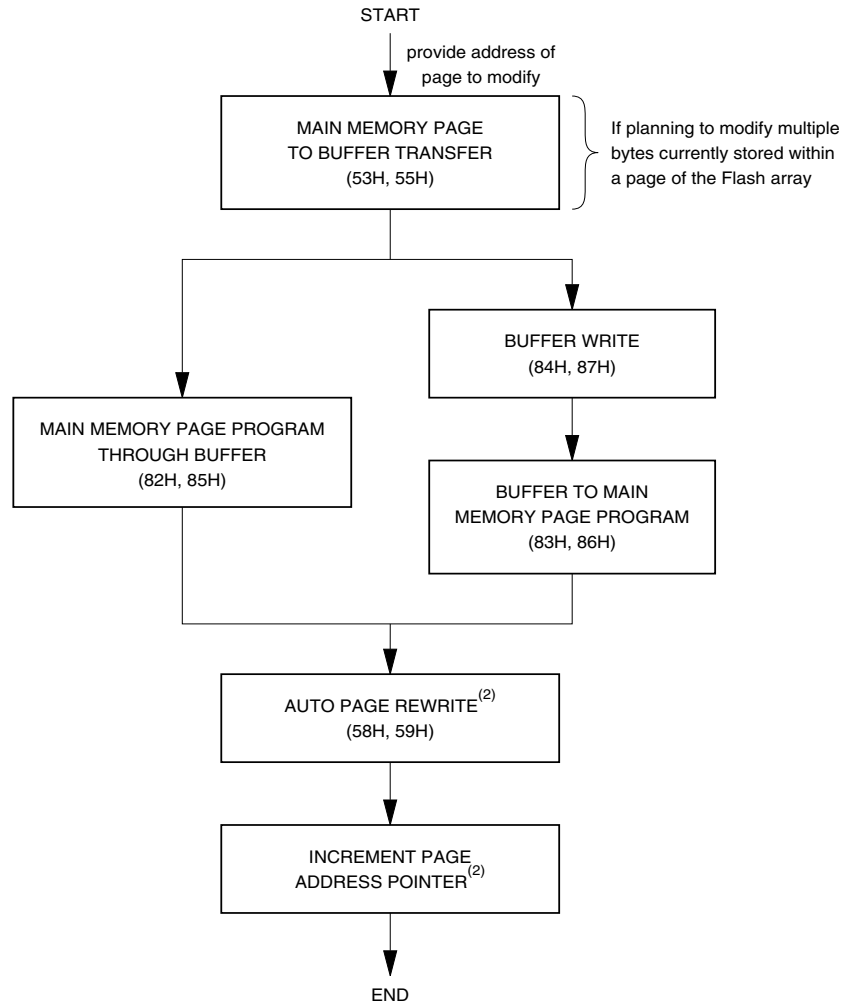 START
provide address of
page to modify
MAIN MEMORY PAGE
TO BUFFER TRANSFER
(53H, 55H)
If planning to modify multiple
bytes currently stored within
a page of the Flash array
BUFFER WRITE
(84H, 87H)
MAIN MEMORY PAGE PROGRAM
THROUGH BUFFER
(82H, 85H)
BUFFER TO MAIN
MEMORY PAGE PROGRAM
(83H, 86H)
AUTO PAGE REWRITE(2)
(58H, 59H)
INCREMENT PAGE
ADDRESS POINTER(2)
END